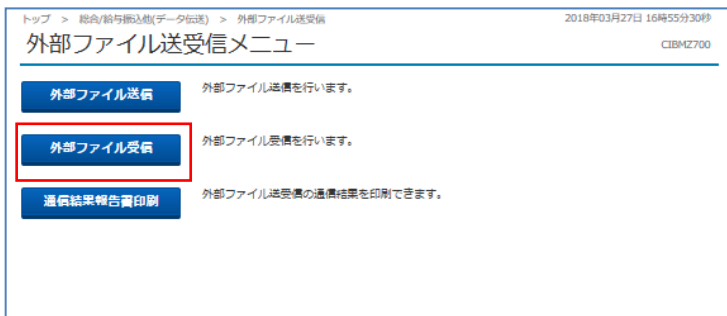 トップ > 総合/給与振込他(データ伝送) > 外部ファイル送受信
2018年03月27日 16時55分30秒
外部ファイル送受信メニュー
CIBMZ700
外部ファイル送信 外部ファイル送信を行います。
外部ファイル受信 外部ファイル受信を行います。
通信結果報告書印刷 外部ファイル送受信の通信結果を印刷できます。